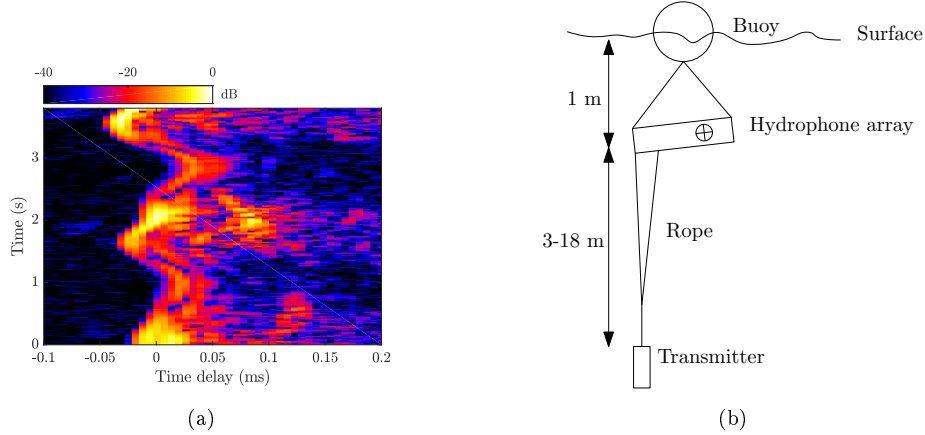 -40 -20 0
dB
3
2
1
0
Time (s)
-0.1 -0.05 0 0.05 0.1 0.15 0.2
Time delay (ms)
(a)
Buoy
Surface
1 m
Hydrophone array
3-18 m
Rope
Transmitter
(b)